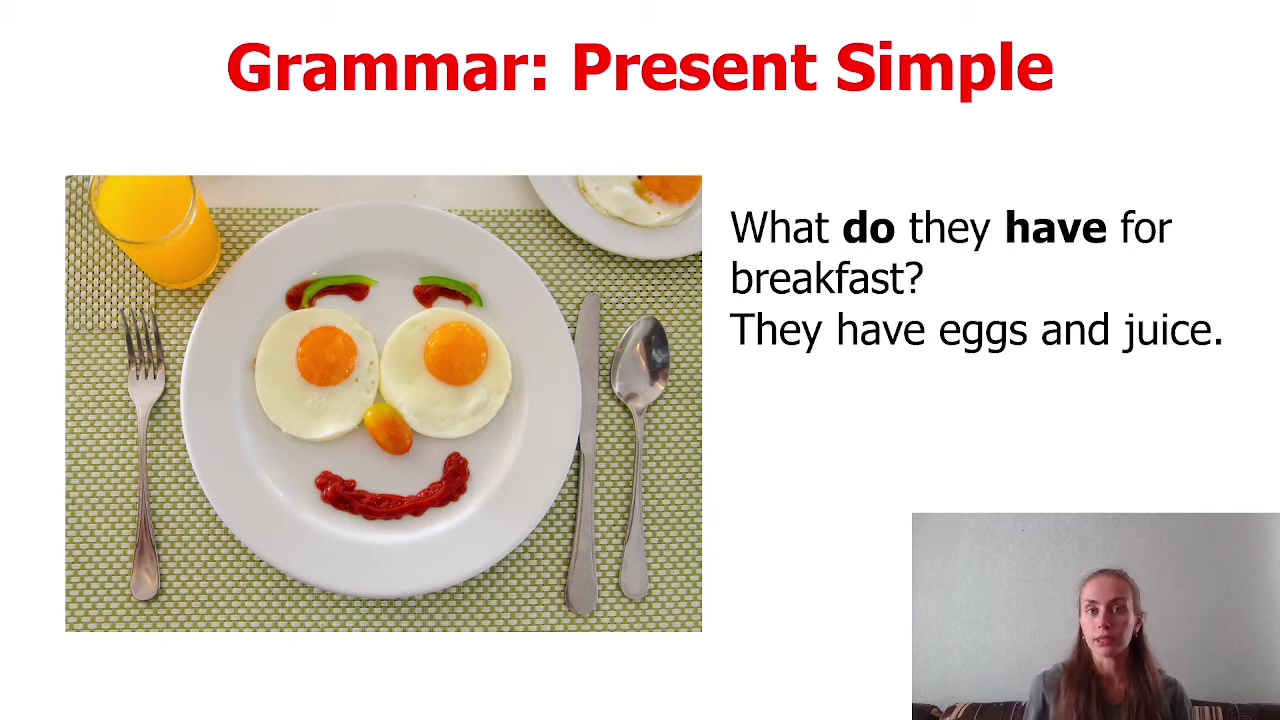 Grammar: Present Simple
What do they have for
breakfast?
They have eggs and juice.